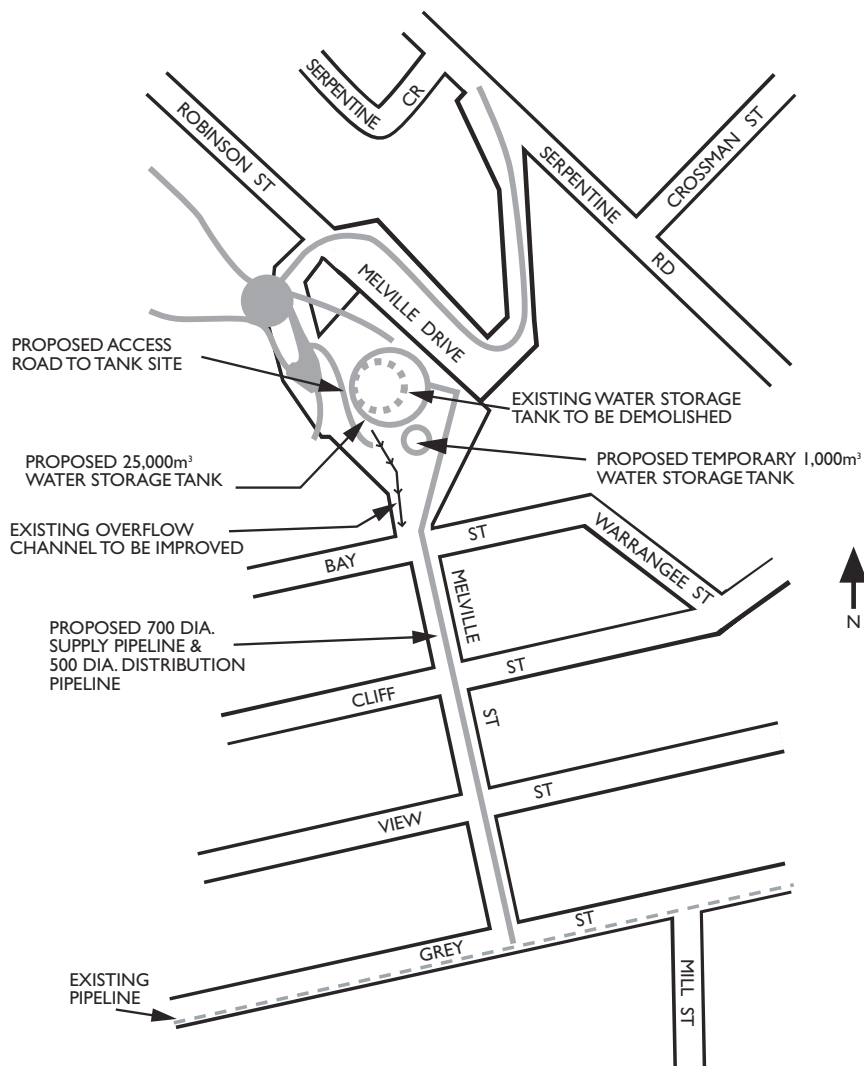 SERPENTINE
CR
ROBINSON ST
CROSSMAN ST
SERPENTINE
RD
MELVILLE DRIVE
PROPOSED ACCESS
ROAD TO TANK SITE
EXISTING WATER STORAGE
TANK TO BE DEMOLISHED
PROPOSED 25,000m³
WATER STORAGE TANK
PROPOSED TEMPORARY 1,000m³
WATER STORAGE TANK
EXISTING OVERFLOW
CHANNEL TO BE IMPROVED
BAY
ST
WARRANGEE ST
MELVILLE
ST
N
PROPOSED 700 DIA.
SUPPLY PIPELINE &
500 DIA. DISTRIBUTION
PIPELINE
CLIFF
ST
VIEW
ST
GREY
ST
EXISTING
PIPELINE
MILL ST